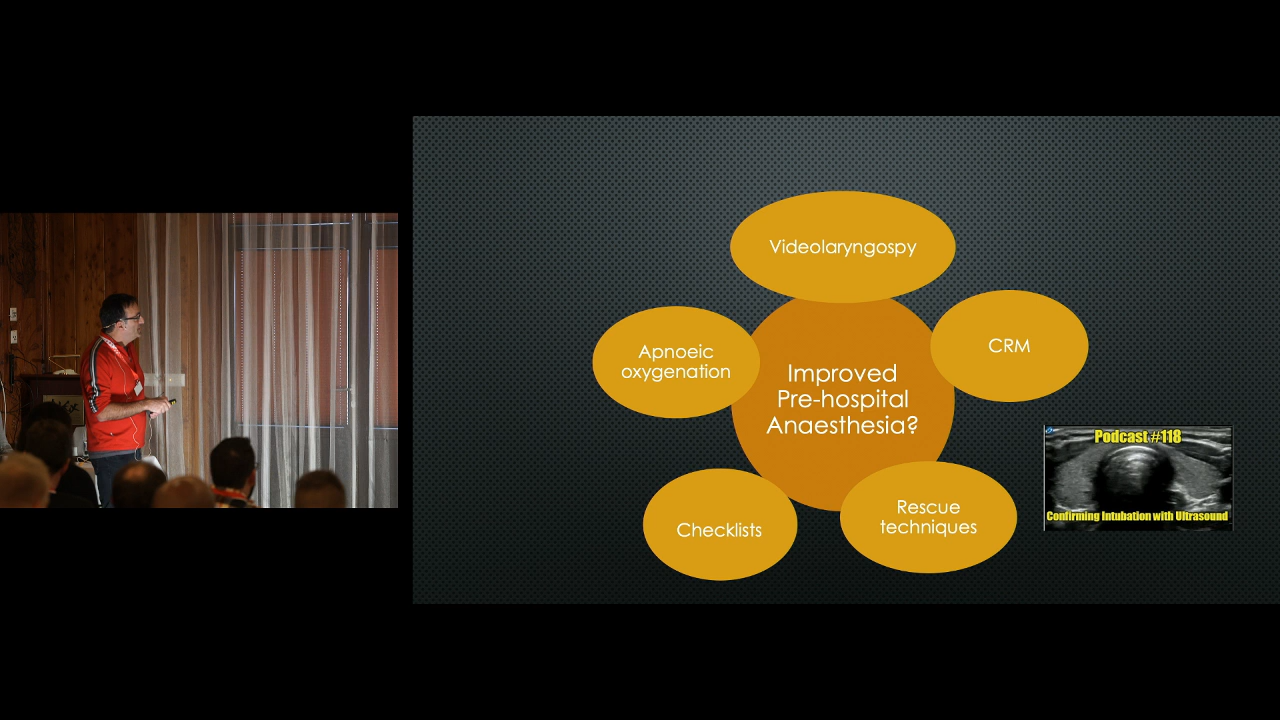 Videolaryngospy
Apnoeic
oxygenation
CRM
Improved
Pre-hospital
Anaesthesia?
Checklists
Rescue
techniques
Podcast #118
Confirming Intubation with Ultrasound